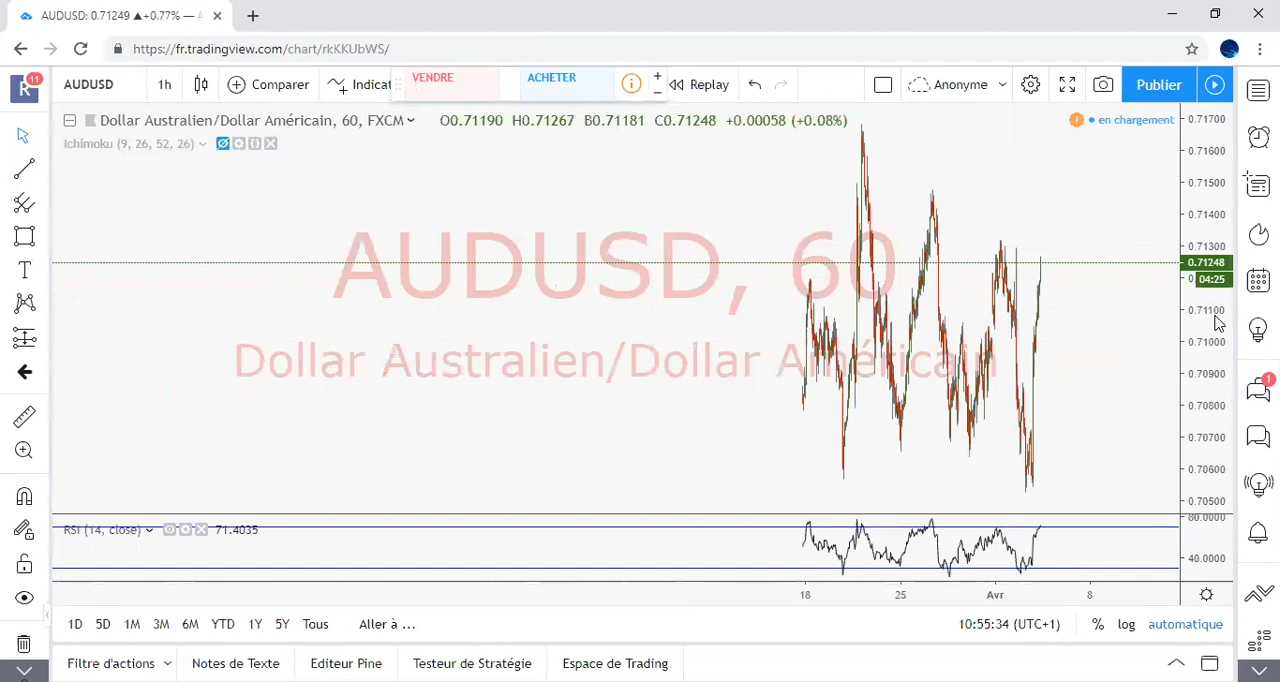 AUDUSD: 0.71249 ▲+0.77% —
https://fr.tradingview.com/chart/rkKKUbWS/
R 11
AUDUSD
1h
Comparer
Indicat
VENDRE
ACHETER
Replay
Anonyme
Publier
Dollar Australien/Dollar Américain, 60, FXCM
O0.71190 H0.71267 B0.71181 C0.71248 +0.00058 (+0.08%)
en chargement
Ichimoku (9, 26, 52, 26)
AUDUSD, 60
Dollar Australien/Dollar Américain
0.71700
0.71600
0.71500
0.71400
0.71300
0.71248
04:25
0.71100
0.71000
0.70900
0.70800
0.70700
0.70600
0.70500
RSI (14, close) 71.4035
80.0000
40.0000
18
25
Avr
8
1
1D 5D 1M 3M 6M YTD 1Y 5Y Tous Aller à ...
10:55:34 (UTC+1) % log automatique
Filtre d'actions Notes de Texte Editeur Pine Testeur de Stratégie Espace de Trading